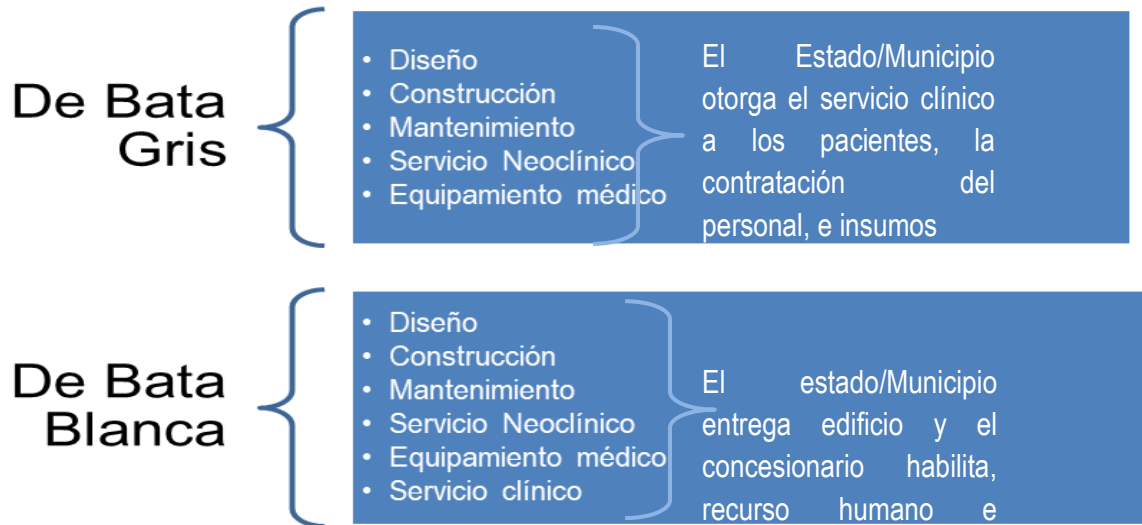 De Bata
Gris
• Diseño
• Construcción
• Mantenimiento
• Servicio Neoclínico
• Equipamiento médico
El Estado/Municipio
otorga el servicio clínico
a los pacientes, la
contratación del
personal, e insumos
De Bata
Blanca
• Diseño
• Construcción
• Mantenimiento
• Servicio Neoclínico
• Equipamiento médico
• Servicio clínico
El estado/Municipio
entrega edificio y el
concesionario habilita,
recurso humano e